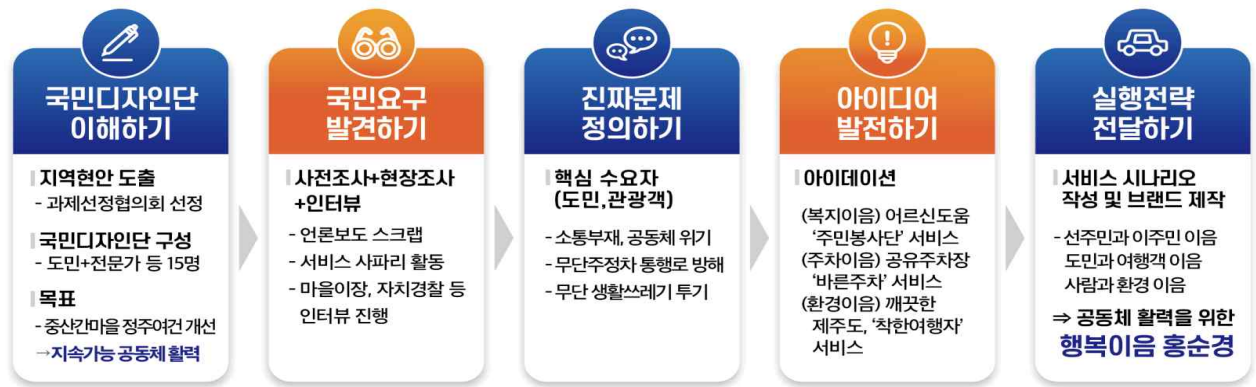 국민디자인단
이해하기
지역현안 도출
- 과제선정협의회 선정
국민디자인단 구성
- 도민+전문가 등 15명
목표
- 중산간마을 정주여건 개선
→지속가능 공동체 활력
국민요구
발견하기
사전조사+현장조사
+인터뷰
- 언론보도 스크랩
- 서비스 사파리 활동
- 마을이장, 자치경찰 등
인터뷰 진행
진짜문제
정의하기
핵심 수요자
(도민,관광객)
- 소통부재, 공동체 위기
- 무단주정차 통행로 방해
- 무단 생활쓰레기 투기
아이디어
발전하기
아이데이션
(복지이음) 어르신도움
'주민봉사단' 서비스
(주차이음) 공유주차장
'바른주차' 서비스
(환경이음) 깨끗한
제주도, '착한여행자'
서비스
실행전략
전달하기
서비스 시나리오
작성 및 브랜드 제작
- 선주민과 이주민 이음
도민과 여행객 이음
사람과 환경 이음
⇒ 공동체 활력을 위한
행복이음 홍순경